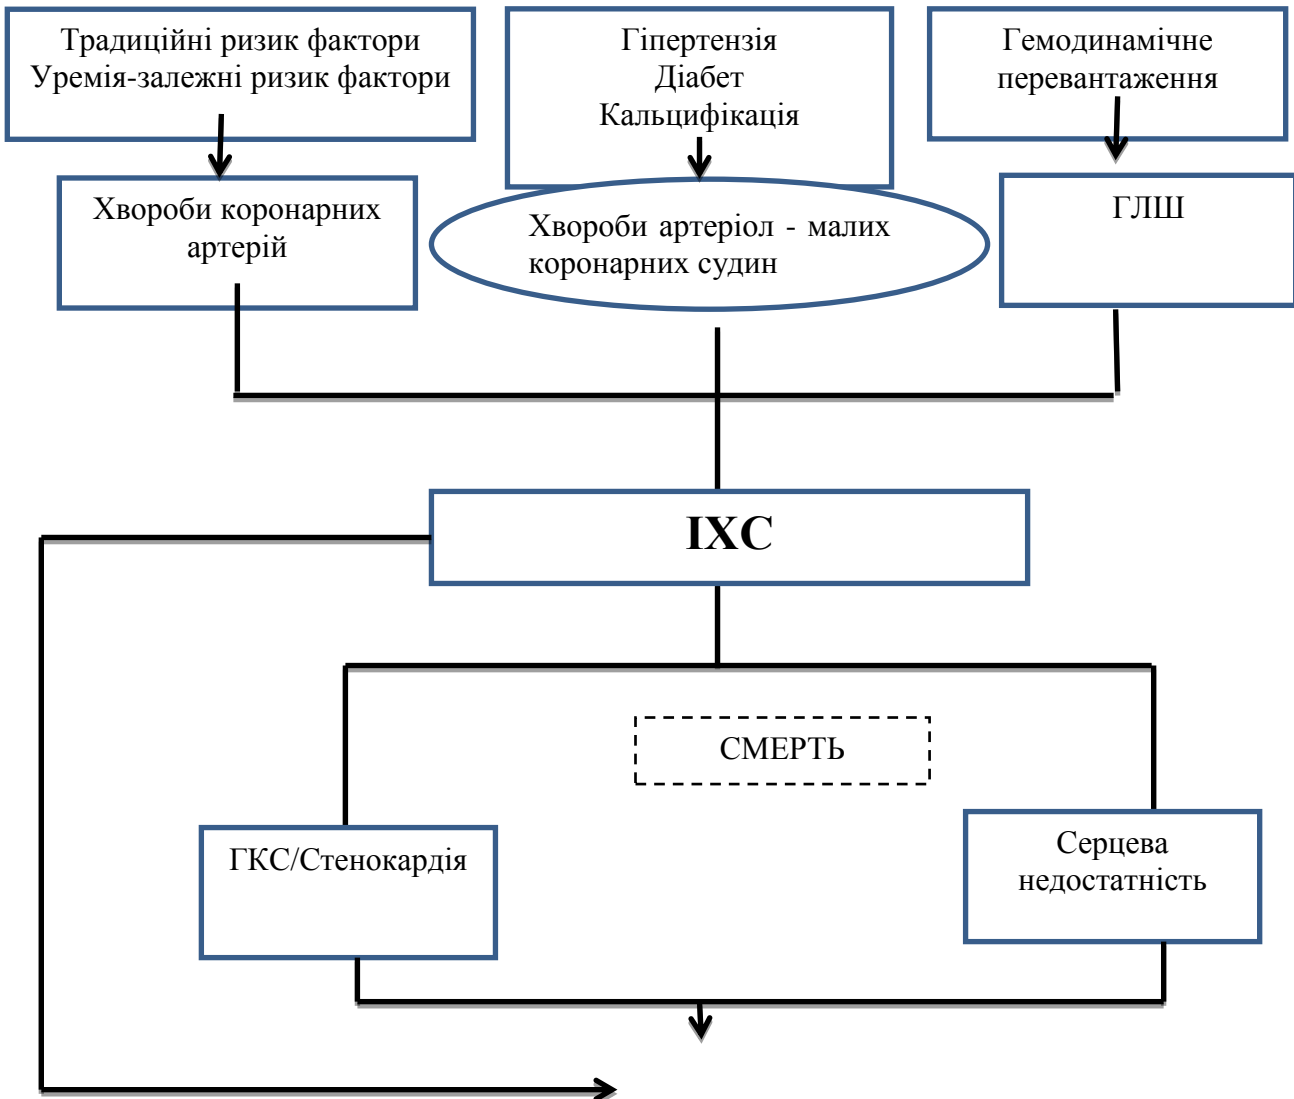 Традиційні ризик фактори
Уремія-залежні ризик фактори
Гіпертензія
Діабет
Кальцифікація
Гемодинамічне
перевантаження
Хвороби коронарних
артерій
Хвороби артеріол - малих
коронарних судин
ГЛШ
ІХС
СМЕРТЬ
ГКС/Стенокардія
Серцева
недостатність